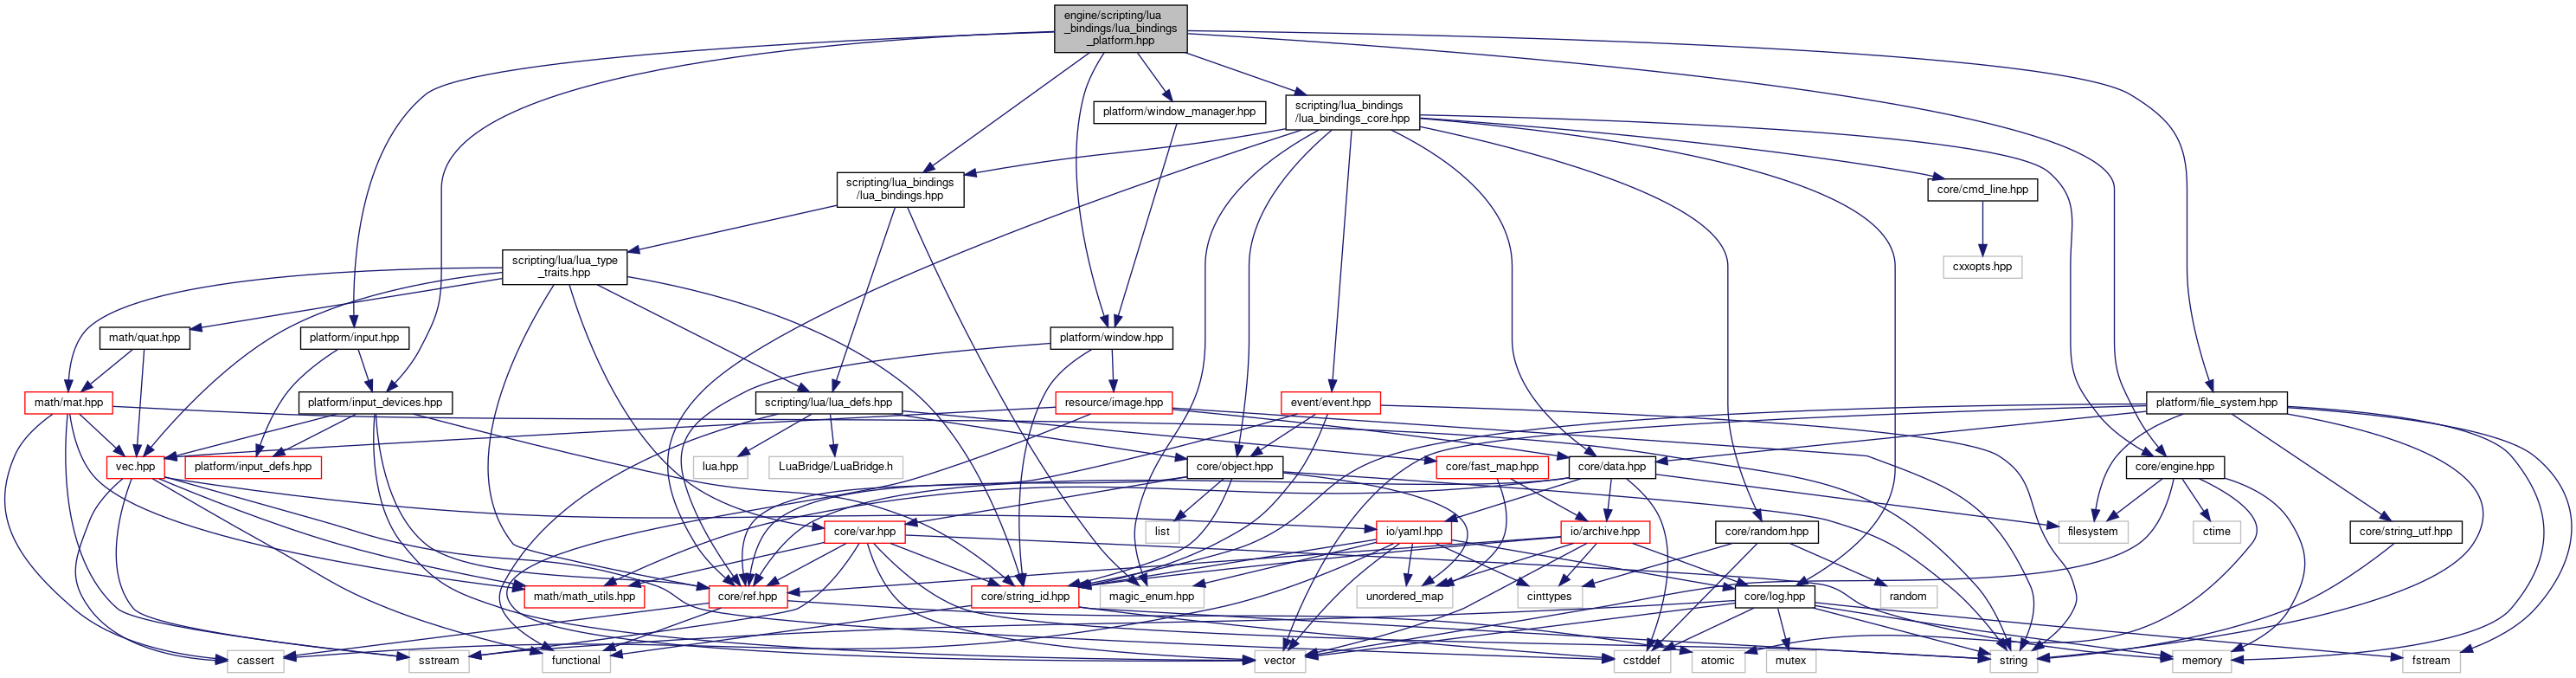 engine/scripting/lua
_bindings/lua_bindings
_platform.hpp
platform/window_manager.hpp
scripting/lua_bindings
/lua_bindings_core.hpp
scripting/lua_bindings
/lua_bindings.hpp
core/cmd_line.hpp
scripting/lua/lua_type
_traits.hpp
cxxopts.hpp
math/quat.hpp
platform/input.hpp
platform/window.hpp
math/mat.hpp
platform/input_devices.hpp
scripting/lua/lua_defs.hpp
resource/image.hpp
event/event.hpp
platform/file_system.hpp
vec.hpp
platform/input_defs.hpp
lua.hpp
LuaBridge/LuaBridge.h
core/object.hpp
core/fast_map.hpp
core/data.hpp
core/engine.hpp
list
core/var.hpp
io/yaml.hpp
io/archive.hpp
core/random.hpp
filesystem
ctime
core/string_utf.hpp
math/math_utils.hpp
core/ref.hpp
core/string_id.hpp
magic_enum.hpp
unordered_map
cinttypes
core/log.hpp
random
cassert
sstream
functional
vector
cstddef
atomic
mutex
string
memory
fstream